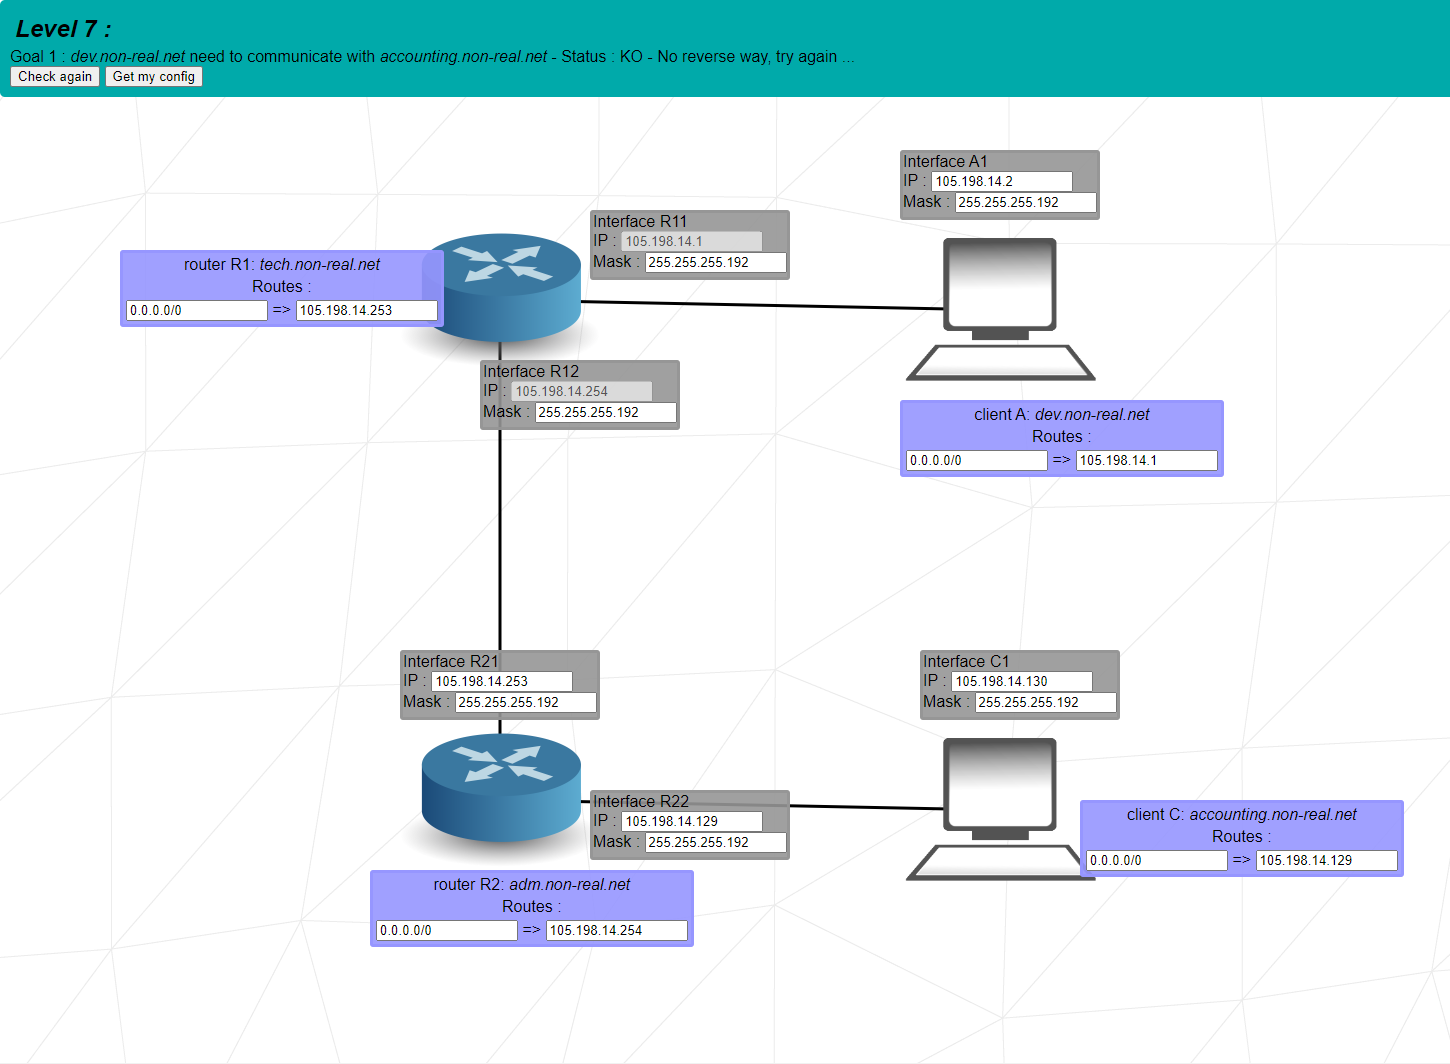 Level 7 :
Goal 1 : dev.non-real.net need to communicate with accounting.non-real.net - Status : KO - No reverse way, try again ...
Check again Get my config
Interface A1
IP : 105.198.14.2
Mask : 255.255.255.192
Interface R11
IP : 105.198.14.1
Mask : 255.255.255.192
router R1: tech.non-real.net
Routes :
0.0.0.0/0 => 105.198.14.253
Interface R12
IP : 105.198.14.254
Mask : 255.255.255.192
client A: dev.non-real.net
Routes :
0.0.0.0/0 => 105.198.14.1
Interface R21
IP : 105.198.14.253
Mask : 255.255.255.192
Interface C1
IP : 105.198.14.130
Mask : 255.255.255.192
Interface R22
IP : 105.198.14.129
Mask : 255.255.255.192
client C: accounting.non-real.net
Routes :
0.0.0.0/0 => 105.198.14.129
router R2: adm.non-real.net
Routes :
0.0.0.0/0 => 105.198.14.254